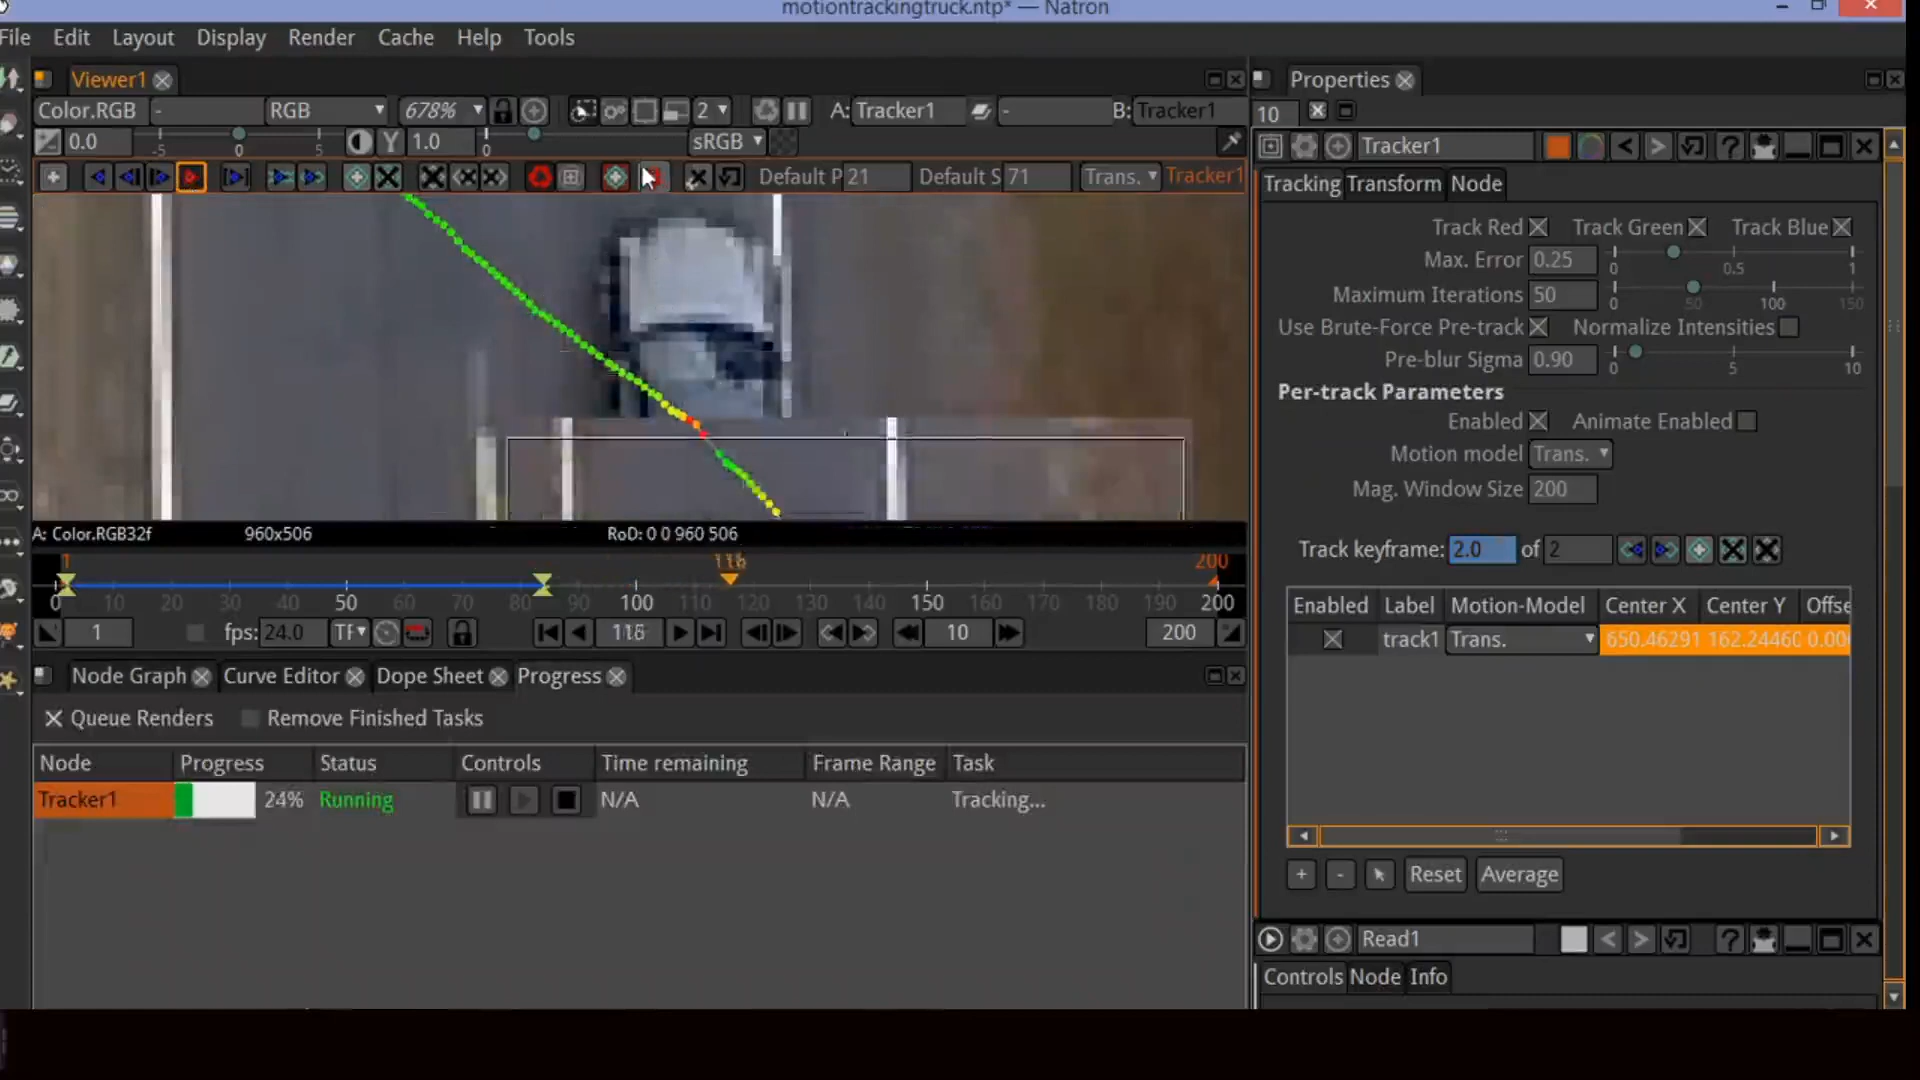 motiontrackingtruck.ntp* — Natron
File Edit Layout Display Render Cache Help Tools
Viewer1
Properties
Color.RGB - RGB 678% 2 A: Tracker1 - B: Tracker1
10
0.0 -5 0 5 Y 1.0 0 sRGB
Tracker1
Default P 21 Default S 71 Trans. Tracker1
Tracking Transform Node
Track Red Track Green Track Blue
Max. Error 0.25 0 0.5 1
Maximum Iterations 50 0 50 100 150
Use Brute-Force Pre-track Normalize Intensities
Pre-blur Sigma 0.90 0 5 10
Per-track Parameters
Enabled Animate Enabled
Motion model Trans.
Mag. Window Size 200
A: Color.RGB32f 960x506 RoD: 0 0 960 506
Track keyframe: 2.0 of 2
1 116 200
0 10 20 30 40 50 60 70 80 90 100 110 120 130 140 150 160 170 180 190 200
Enabled Label Motion-Model Center X Center Y Offse
track1 Trans. 650.46291 162.2446 0.00
1 fps: 24.0 116 10 200
Node Graph Curve Editor Dope Sheet Progress
Queue Renders Remove Finished Tasks
Node Progress Status Controls Time remaining Frame Range Task
Tracker1 24% Running N/A N/A Tracking...
+ - Reset Average
Read1
Controls Node Info